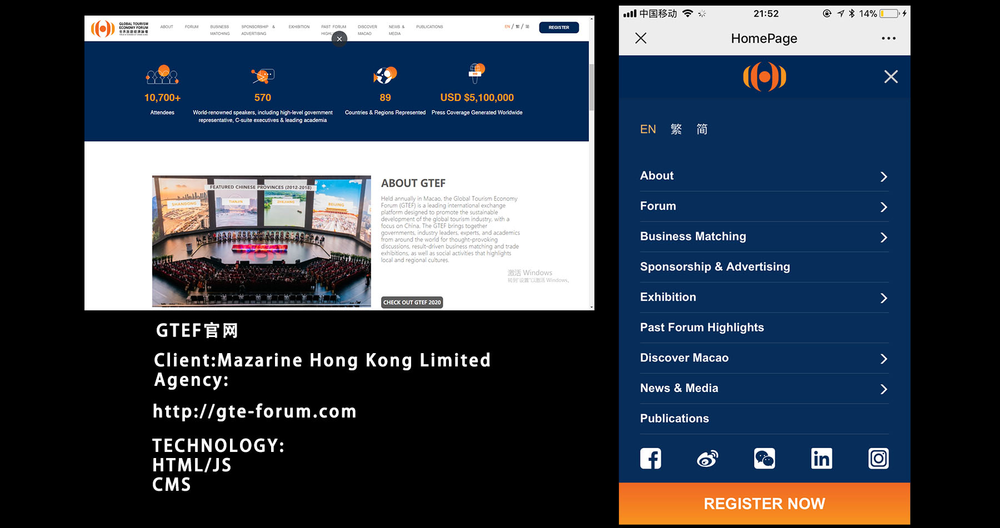 GLOBAL TOURISM
ECONOMY FORUM
世界旅遊經濟論壇
ABOUT
FORUM
BUSINESS
MATCHING
SPONSORSHIP &
ADVERTISING
EXHIBITION
PAST FORUM
DISCOVER
MACAO
NEWS &
MEDIA
PUBLICATIONS
EN / 繁 / 简
REGISTER
10,700+
Attendees
570
World-renowned speakers, including high-level government
representative, C-suite executives & leading academia
89
Countries & Regions Represented
USD $5,100,000
Press Coverage Generated Worldwide
FEATURED CHINESE PROVINCES (2012-2018)
SHANDONG
TIANJIN
ZHEJIANG
BEIJING
ABOUT GTEF
Held annually in Macao, the Global Tourism Economy
Forum (GTEF) is a leading international exchange
platform designed to promote the sustainable
development of the global tourism industry, with a
focus on China. The GTEF brings together
governments, industry leaders, experts, and academics
from around the world for thought-provoking
discussions, result-driven business matching and trade
exhibitions, as well as social activities that highlights
local and regional cultures.
激活 Windows
转到"设置"以激活 Windows。
CHECK OUT GTEF 2020
GTEF官网
Client:Mazarine Hong Kong Limited
Agency:
http://gte-forum.com
TECHNOLOGY:
HTML/JS
CMS
中国移动
21:52
14%
HomePage
EN 繁 简
About
Forum
Business Matching
Sponsorship & Advertising
Exhibition
Past Forum Highlights
Discover Macao
News & Media
Publications
REGISTER NOW